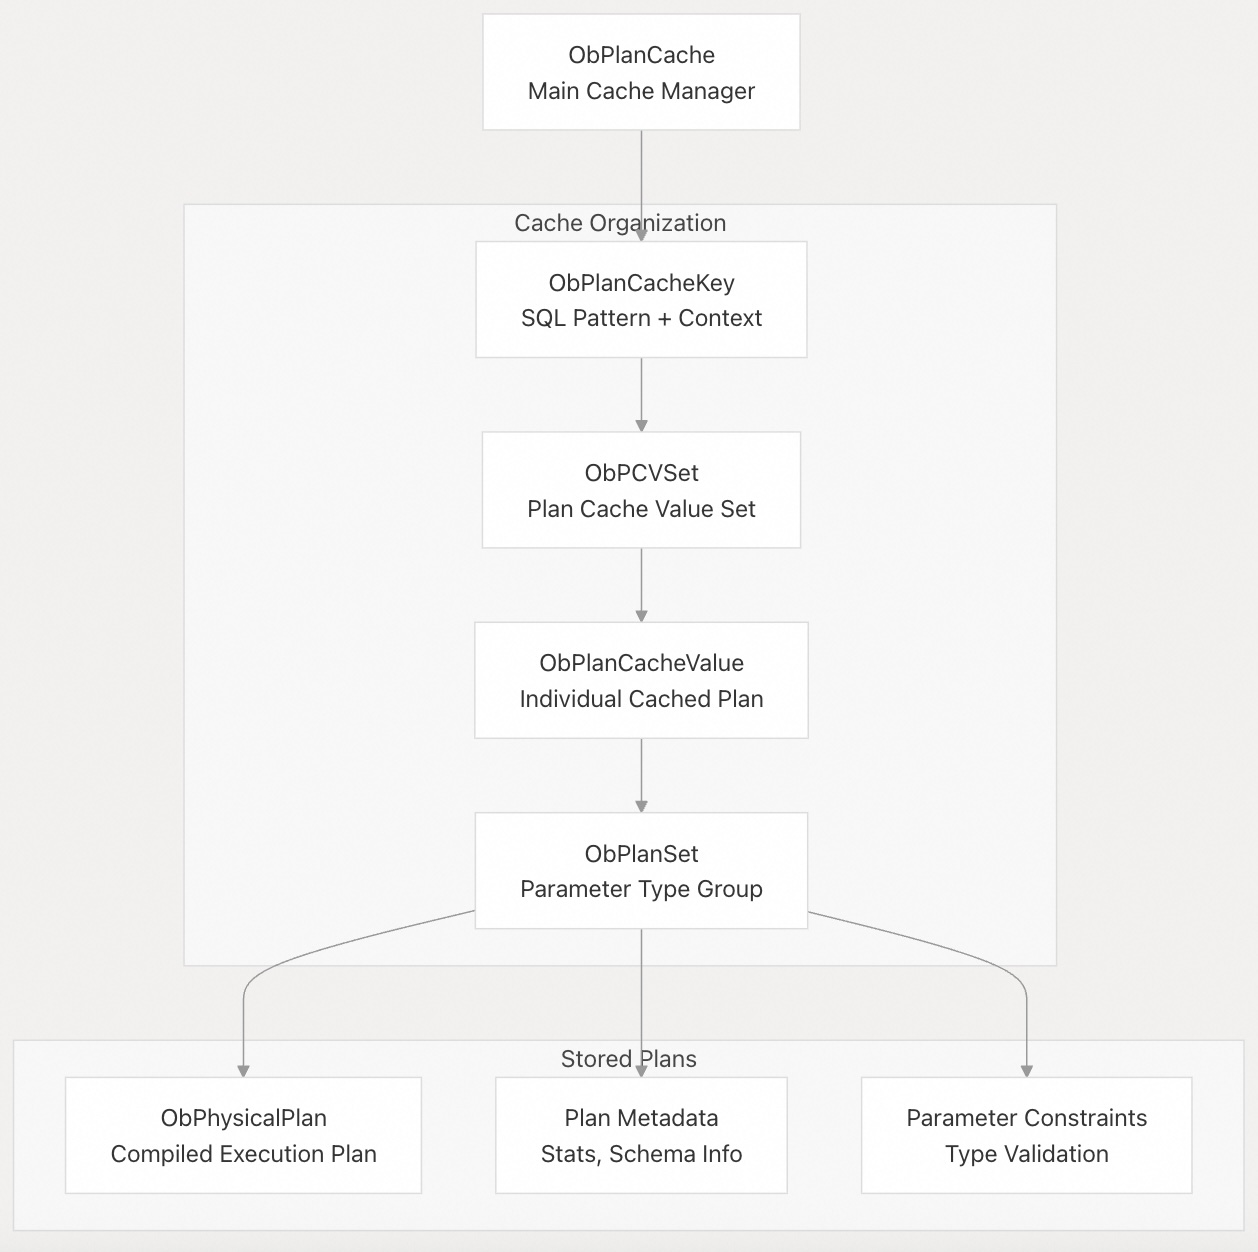 ObPlanCache
Main Cache Manager
Cache Organization
ObPlanCacheKey
SQL Pattern + Context
ObPCVSet
Plan Cache Value Set
ObPlanCacheValue
Individual Cached Plan
ObPlanSet
Parameter Type Group
Stored Plans
ObPhysicalPlan
Compiled Execution Plan
Plan Metadata
Stats, Schema Info
Parameter Constraints
Type Validation